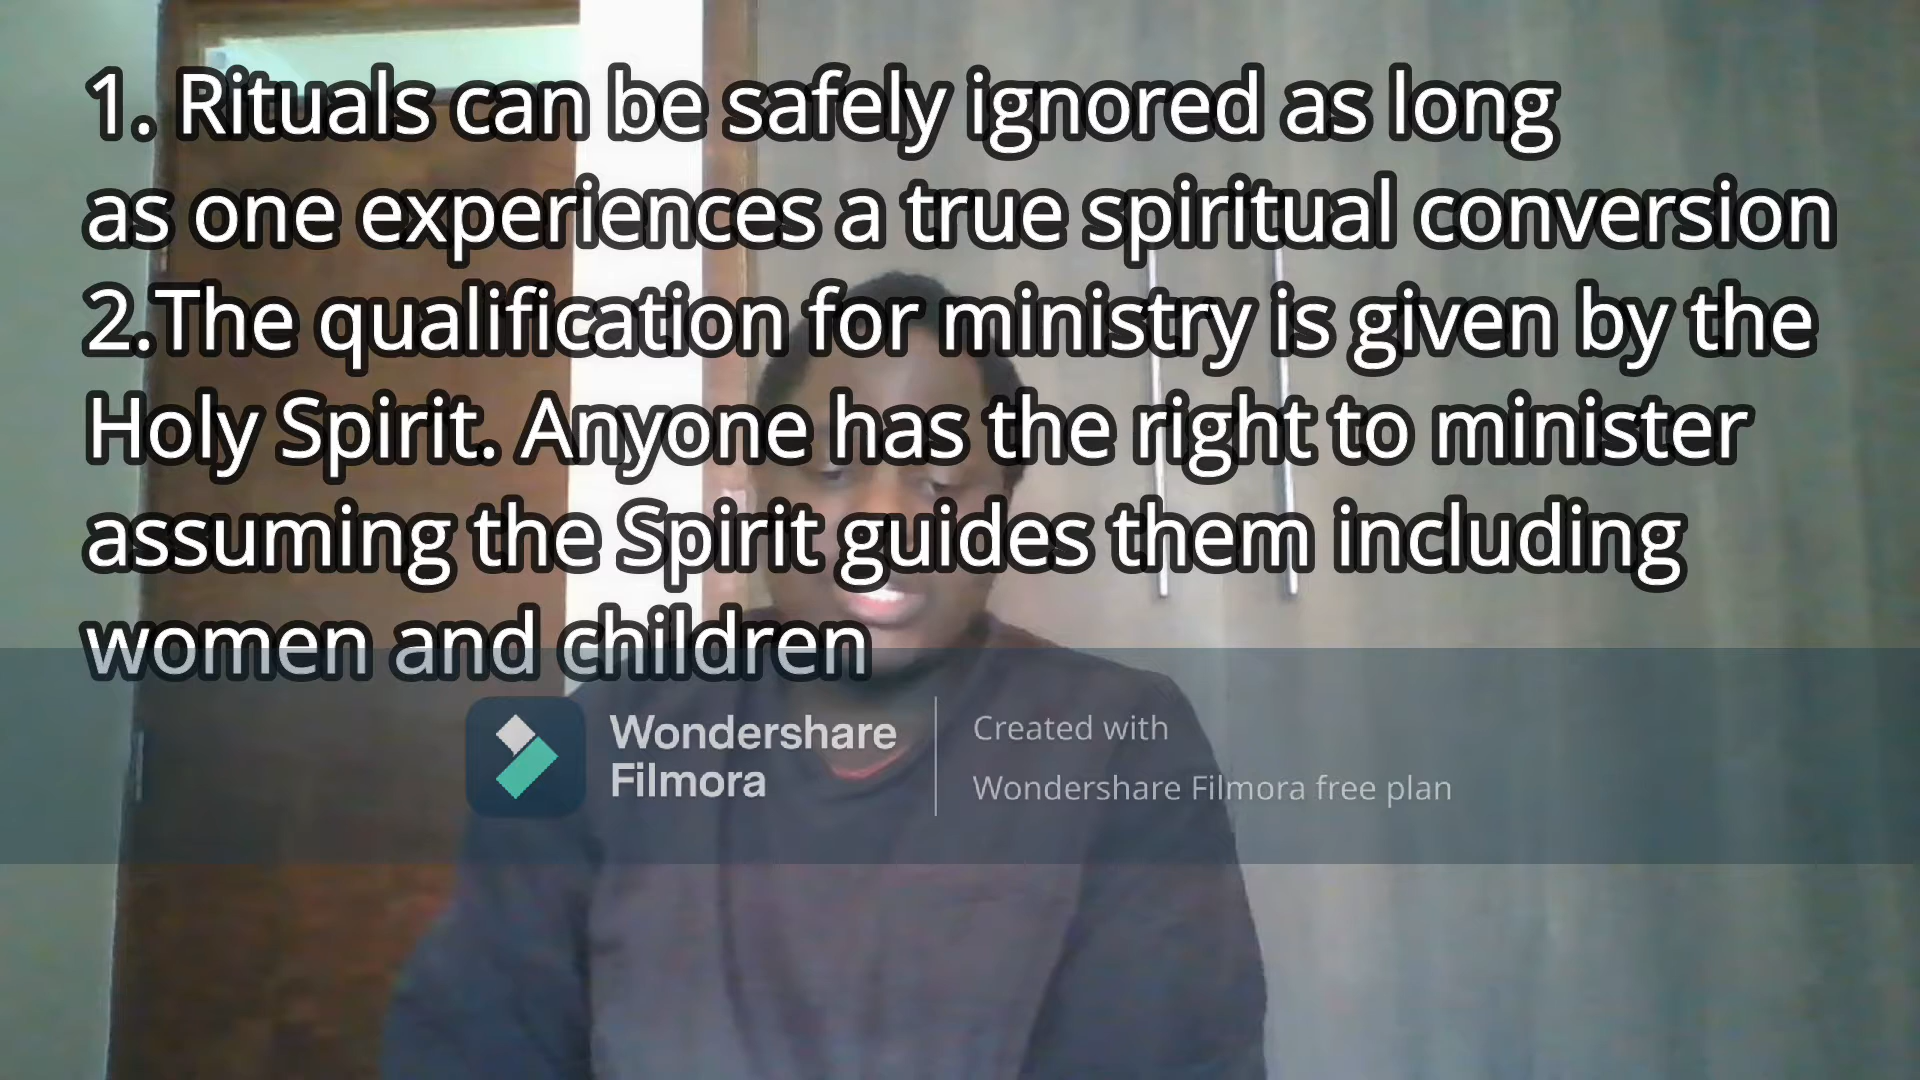 1. Rituals can be safely ignored as long
as one experiences a true spiritual conversion
2.The qualification for ministry is given by the
Holy Spirit. Anyone has the right to minister
assuming the Spirit guides them including
women and children
Wondershare
Filmora
Created with
Wondershare Filmora free plan